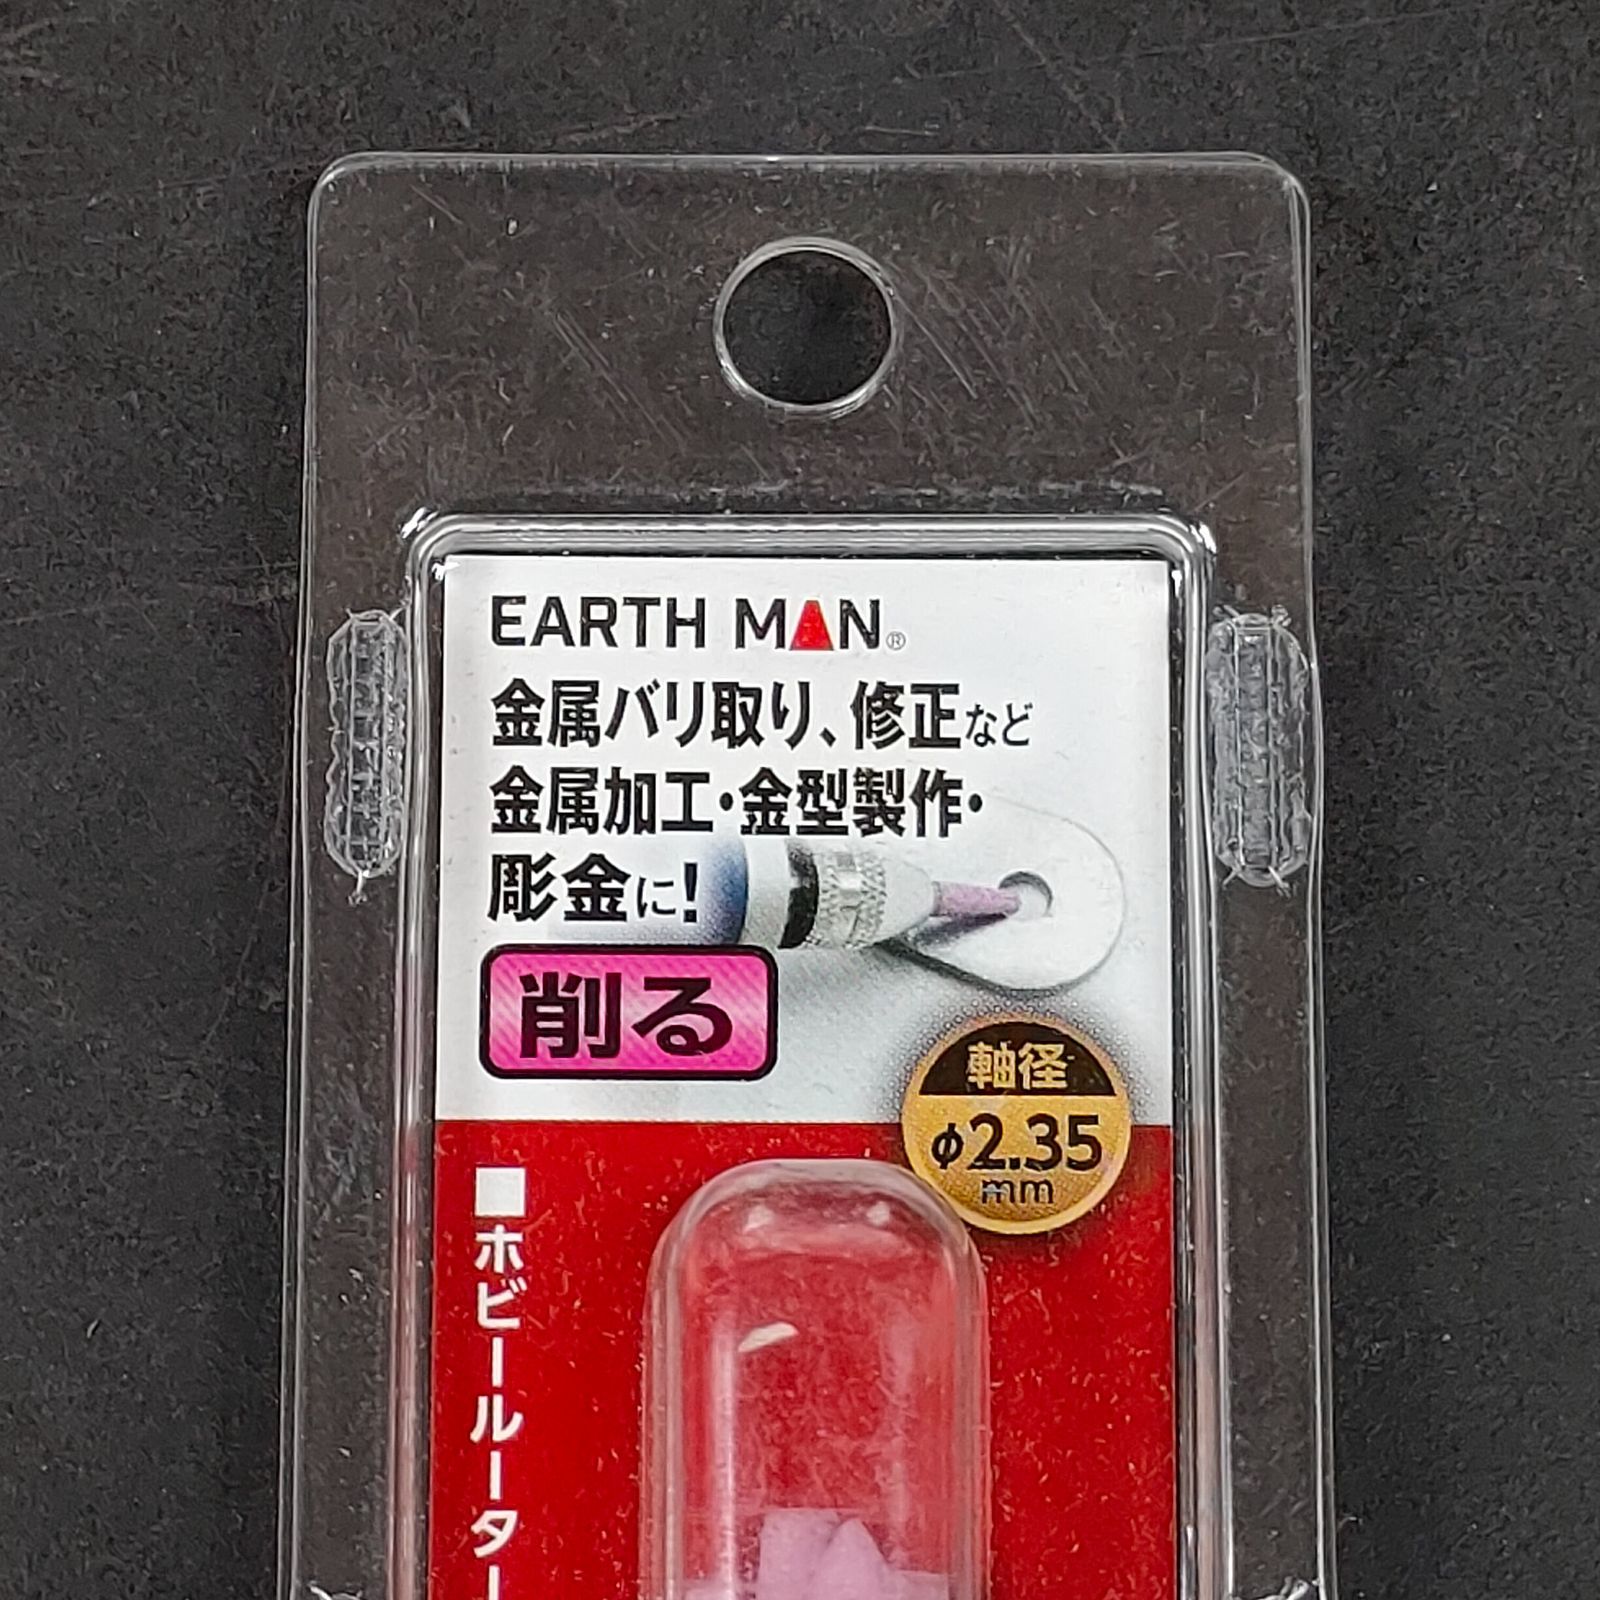 EARTH MAN®
金属バリ取り、修正など
金属加工・金型製作・
彫金に!
削る
軸径
φ2.35
mm
■ホビールーター